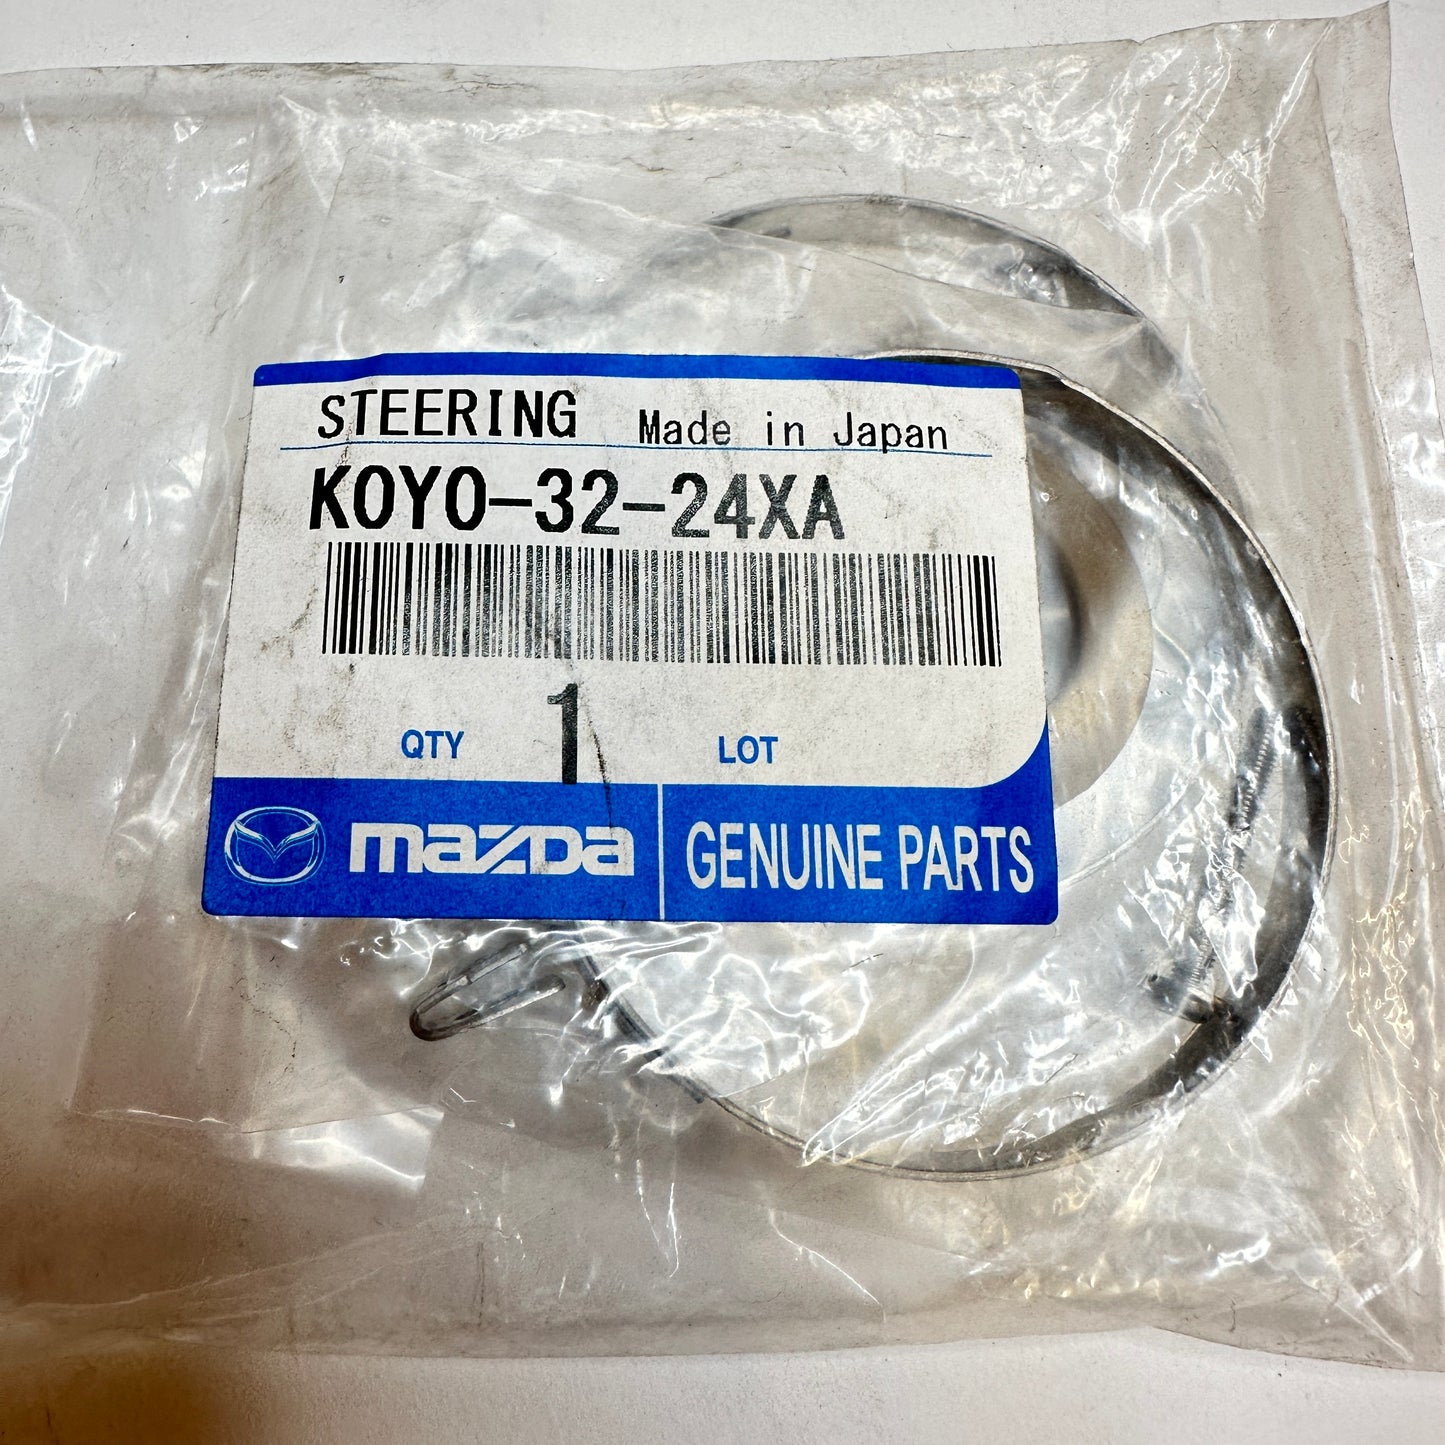 STEERING Made in Japan
K0Y0-32-24XA
QTY 1 LOT
mazda GENUINE PARTS